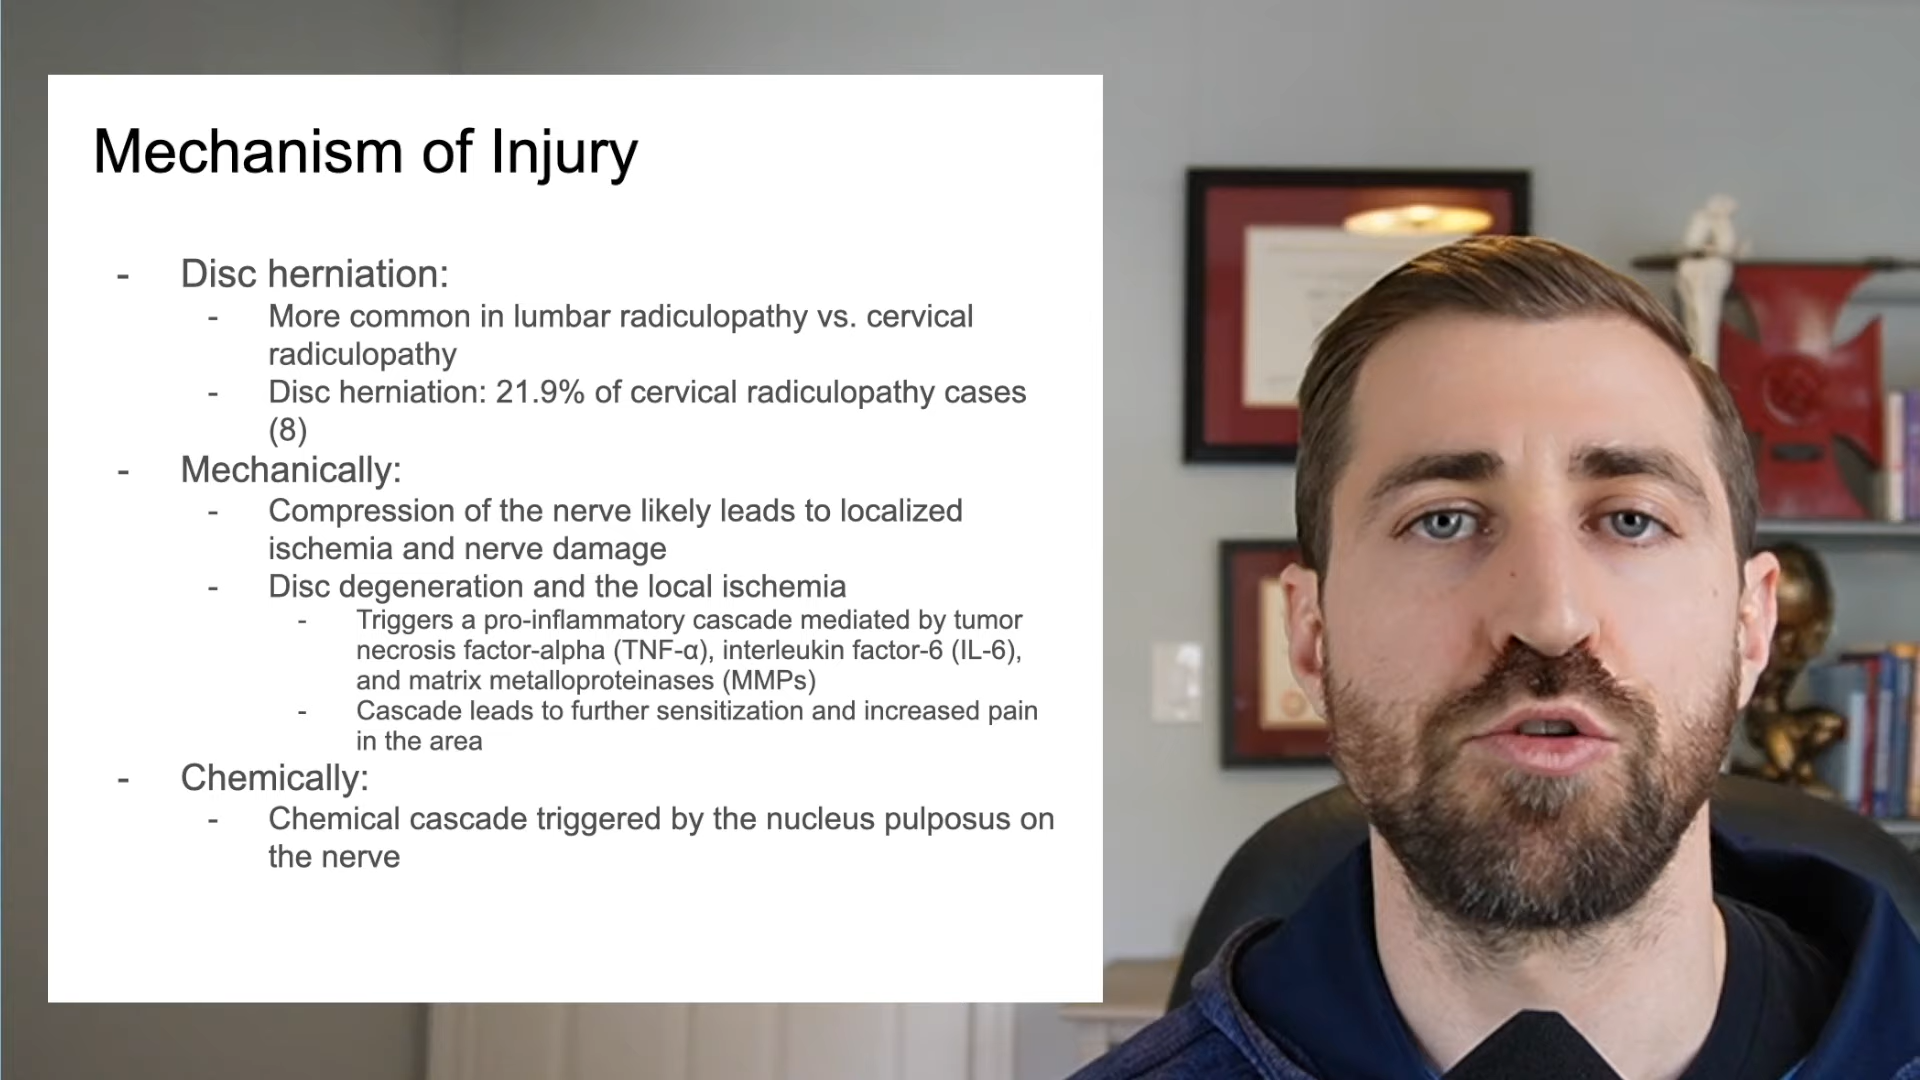 Mechanism of Injury
- Disc herniation:
- More common in lumbar radiculopathy vs. cervical
radiculopathy
- Disc herniation: 21.9% of cervical radiculopathy cases
(8)
- Mechanically:
- Compression of the nerve likely leads to localized
ischemia and nerve damage
- Disc degeneration and the local ischemia
- Triggers a pro-inflammatory cascade mediated by tumor
necrosis factor-alpha (TNF-α), interleukin factor-6 (IL-6),
and matrix metalloproteinases (MMPs)
- Cascade leads to further sensitization and increased pain
in the area
- Chemically:
- Chemical cascade triggered by the nucleus pulposus on
the nerve